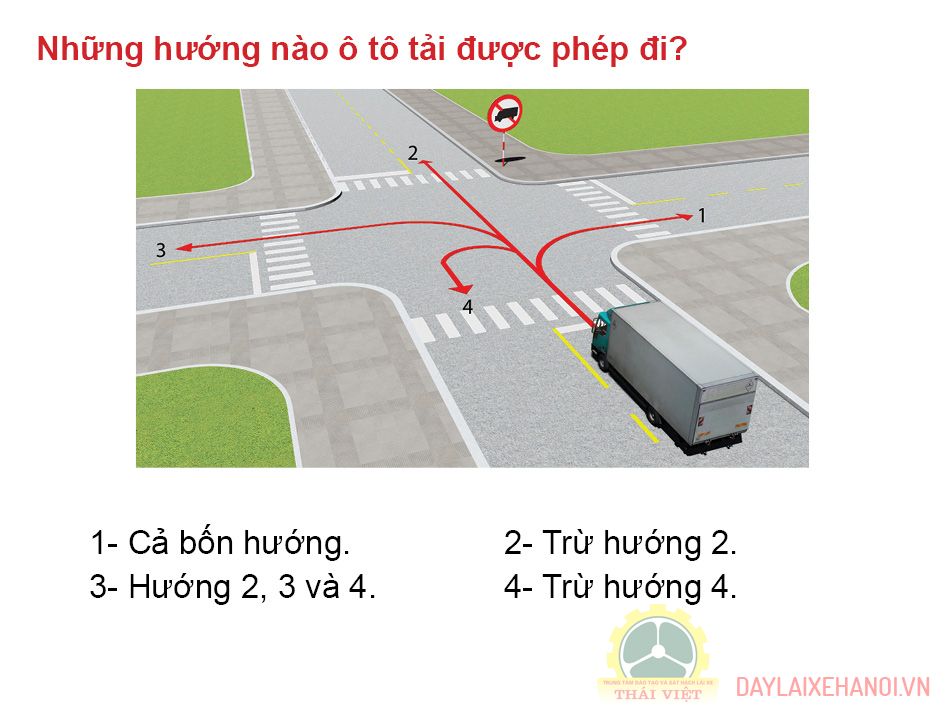 Những hướng nào ô tô tải được phép đi?
2
1
3
4
1- Cả bốn hướng.
2- Trừ hướng 2.
3- Hướng 2, 3 và 4.
4- Trừ hướng 4.
TRUNG TÂM ĐÀO TẠO VÀ SÁT HẠCH LÁI XE
THÁI VIỆT
DAYLAIXEHANOI.VN